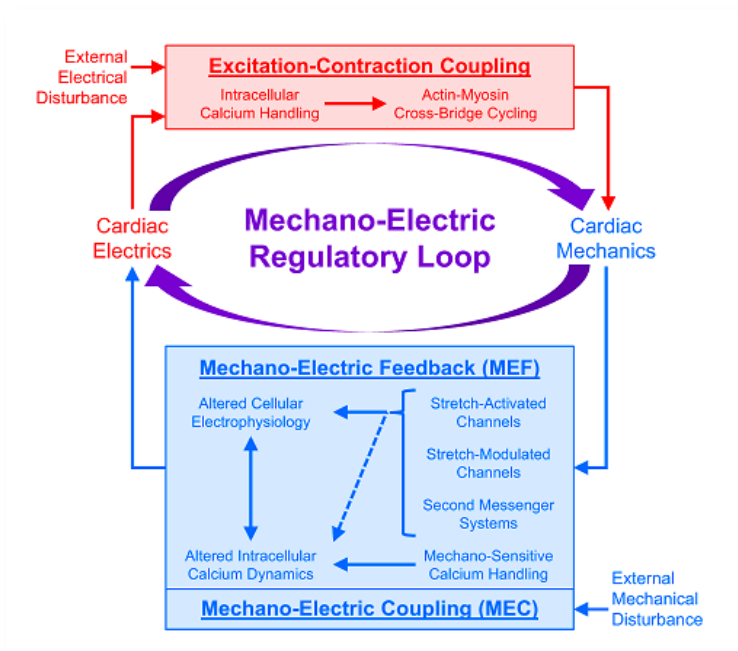 External
Electrical
Disturbance
Excitation-Contraction Coupling
Intracellular
Calcium Handling
Actin-Myosin
Cross-Bridge Cycling
Cardiac
Electrics
Mechano-Electric
Regulatory Loop
Cardiac
Mechanics
Mechano-Electric Feedback (MEF)
Altered Cellular
Electrophysiology
Stretch-Activated
Channels
Stretch-Modulated
Channels
Second Messenger
Systems
Altered Intracellular
Calcium Dynamics
Mechano-Sensitive
Calcium Handling
Mechano-Electric Coupling (MEC)
External
Mechanical
Disturbance